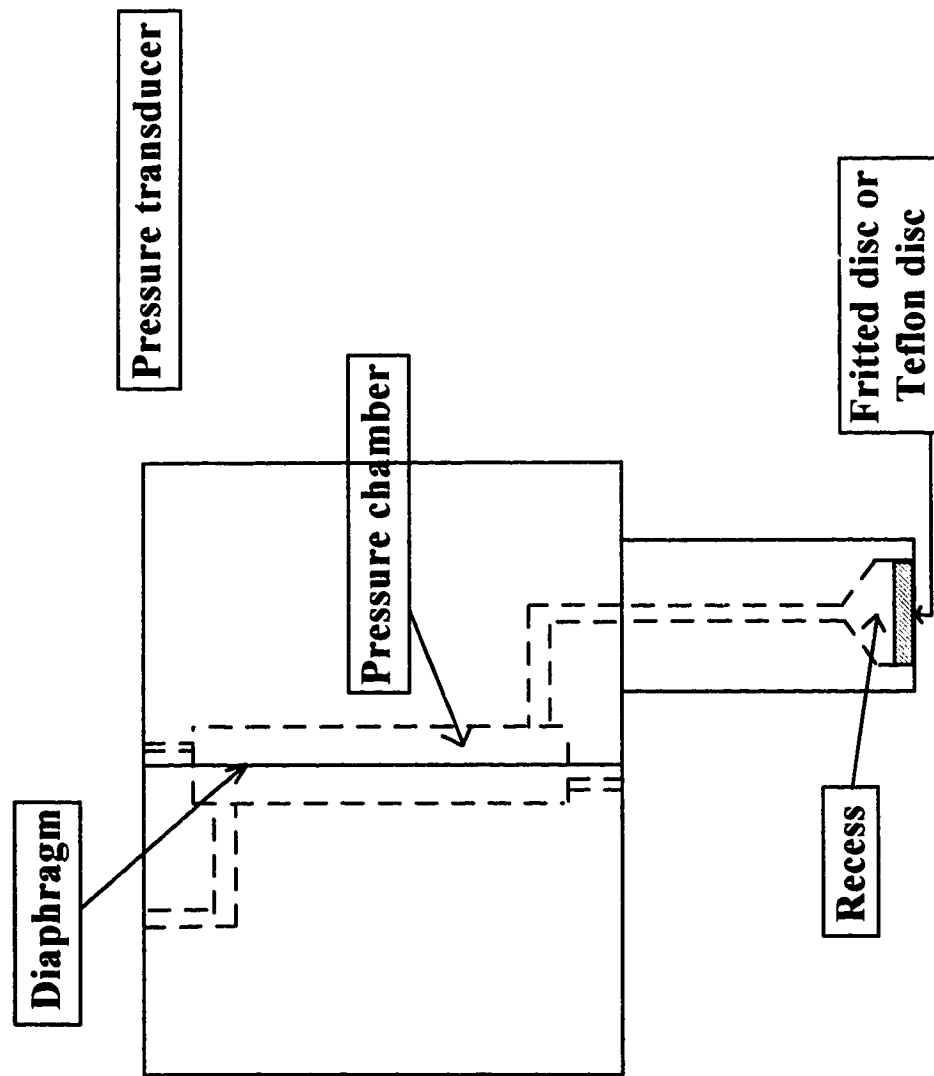 Pressure transducer
Diaphragm
Pressure chamber
Recess
Fritted disc or
Teflon disc